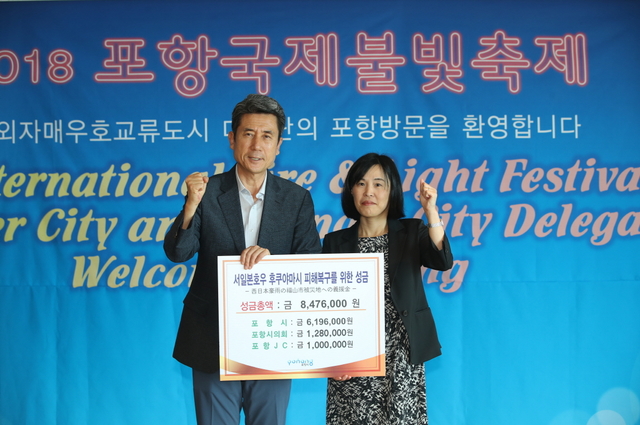 2018 포항국제불빛축제
외자매우호교류도시 대 단의 포항방문을 환영합니다
ternational re & Light Festiva
er City an ity Delega
Welco ng
서일본호우 후쿠야마시 피해복구를 위한 성금
- 西日本豪雨の福山市被災地への義援金 -
성금총액 : 금 8,476,000 원
포 항 시 : 금 6,196,000원
포항시의회 : 금 1,280,000원
포 항 J C : 금 1,000,000원